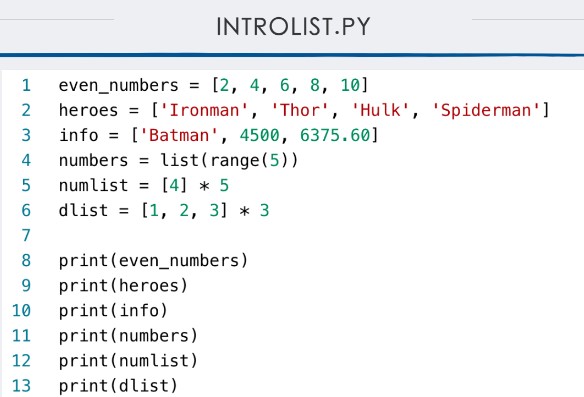 INTROLIST.PY
1 even_numbers = [2, 4, 6, 8, 10]
2 heroes = ['Ironman', 'Thor', 'Hulk', 'Spiderman']
3 info = ['Batman', 4500, 6375.60]
4 numbers = list(range(5))
5 numlist = [4] * 5
6 dlist = [1, 2, 3] * 3
7
8 print(even_numbers)
9 print(heroes)
10 print(info)
11 print(numbers)
12 print(numlist)
13 print(dlist)